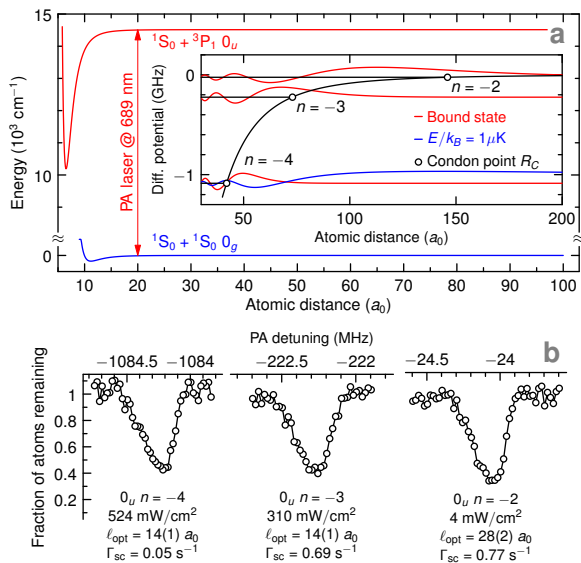 a
15
14
10
0
Energy (10³ cm⁻¹)
¹S0 + ³P1 0u
PA laser @ 689 nm
¹S0 + ¹S0 0g
10 20 30 40 50 60 70 80 90 100
Atomic distance (a0)
0
−1
Diff. potential (GHz)
n = −2
n = −3
n = −4
Bound state
E/kB = 1μK
Condon point RC
50 100 150 200
Atomic distance (a0)
b
PA detuning (MHz)
−1084.5 −1084 −222.5 −222 −24.5 −24
1
0.8
0.6
0.4
0.2
Fraction of atoms remaining
0u n = −4
524 mW/cm²
ℓopt = 14(1) a0
Γsc = 0.05 s⁻¹
0u n = −3
310 mW/cm²
ℓopt = 14(1) a0
Γsc = 0.69 s⁻¹
0u n = −2
4 mW/cm²
ℓopt = 28(2) a0
Γsc = 0.77 s⁻¹